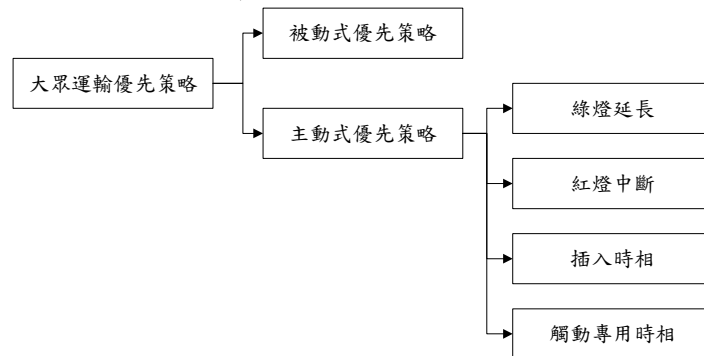 大眾運輸優先策略
被動式優先策略
主動式優先策略
綠燈延長
紅燈中斷
插入時相
觸動專用時相